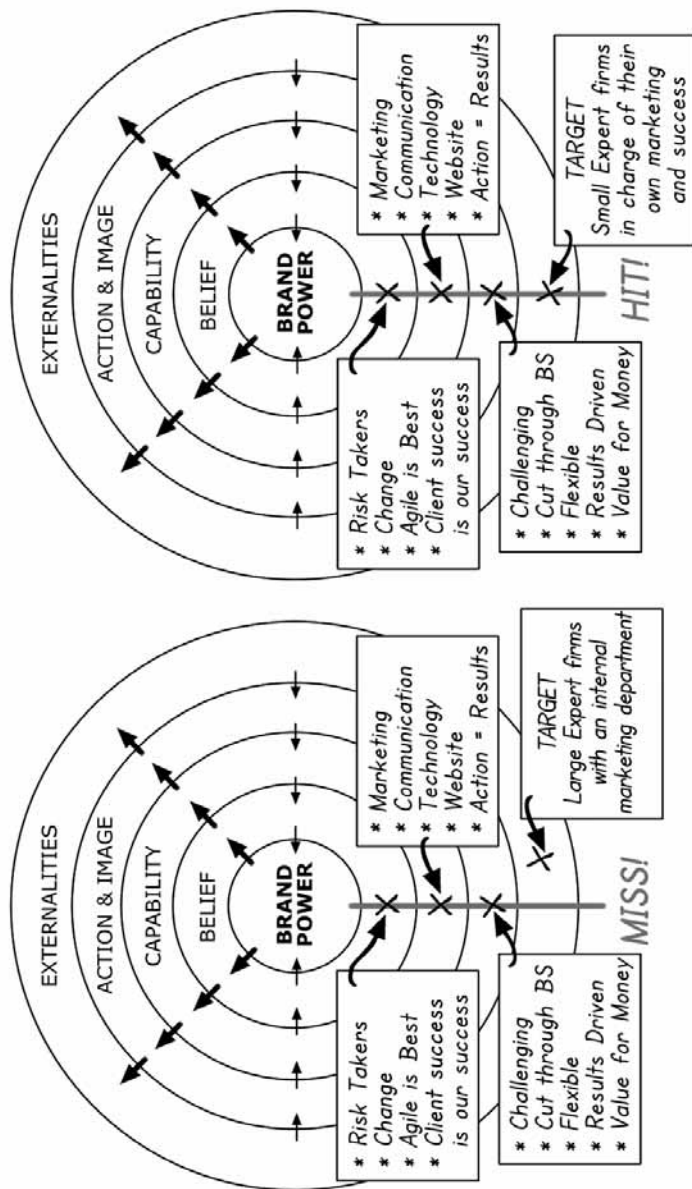 EXTERNALITIES
ACTION & IMAGE
CAPABILITY
BELIEF
BRAND
POWER
* Risk Takers
* Change
* Agile is Best
* Client success
is our success
* Marketing
* Communication
* Technology
* Website
* Action = Results
* Challenging
* Cut through BS
* Flexible
* Results Driven
* Value for Money
TARGET
Large Expert firms
with an internal
marketing department
MISS!
EXTERNALITIES
ACTION & IMAGE
CAPABILITY
BELIEF
BRAND
POWER
* Risk Takers
* Change
* Agile is Best
* Client success
is our success
* Marketing
* Communication
* Technology
* Website
* Action = Results
* Challenging
* Cut through BS
* Flexible
* Results Driven
* Value for Money
TARGET
Small Expert firms
in charge of their
own marketing
and success
HIT!